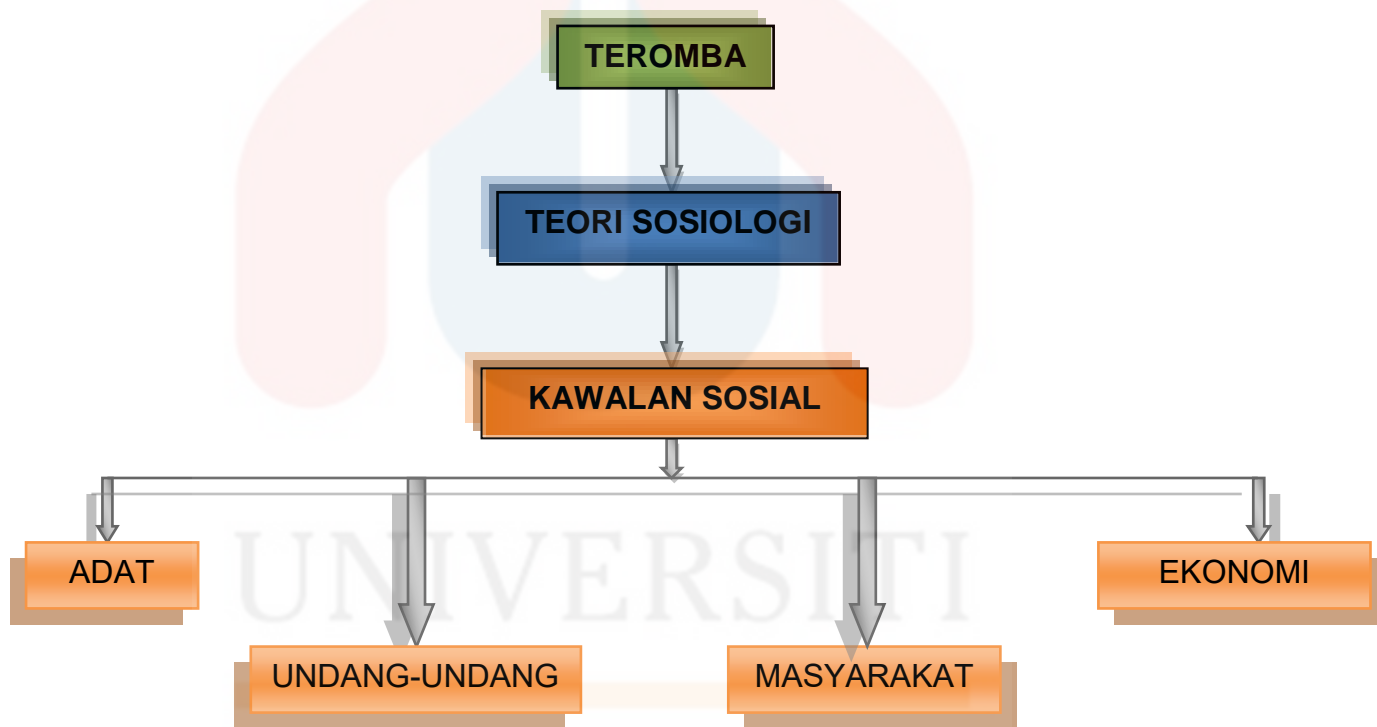 TEROMBA
TEORI SOSIOLOGI
KAWALAN SOSIAL
ADAT
EKONOMI
UNIVERSITI
UNDANG-UNDANG
MASYARAKAT